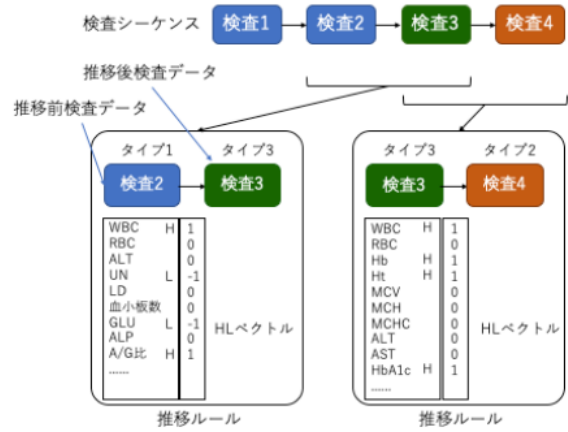 検査シーケンス 検査1 検査2 検査3 検査4
推移後検査データ
推移前検査データ
タイプ1 タイプ3
検査2 検査3
WBC H 1
RBC 0
ALT 0
UN L -1
LD 0
血小板数 0
GLU L -1
ALP 0
A/G比 H 1
......
HLベクトル
推移ルール
タイプ3 タイプ2
検査3 検査4
WBC H 1
RBC 0
Hb H 1
Ht H 1
MCV 0
MCH 0
MCHC 0
ALT 0
AST 0
HbA1c H 1
......
HLベクトル
推移ルール